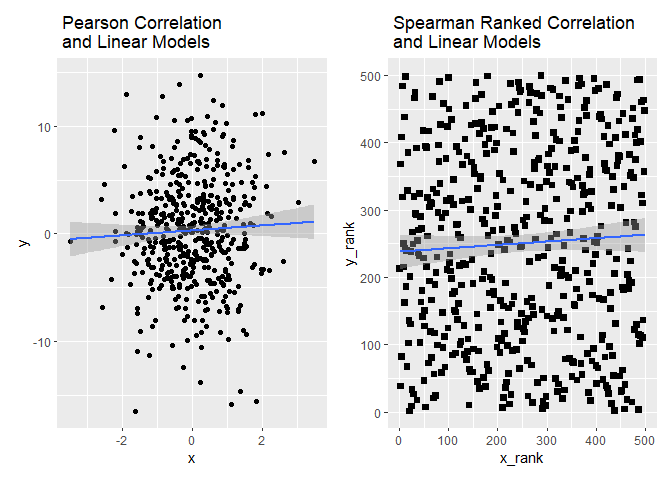 Pearson Correlation
and Linear Models
y
10
0
-10
-2
0
2
x
Spearman Ranked Correlation
and Linear Models
y_rank
500
400
300
200
100
0
0
100
200
300
400
500
x_rank